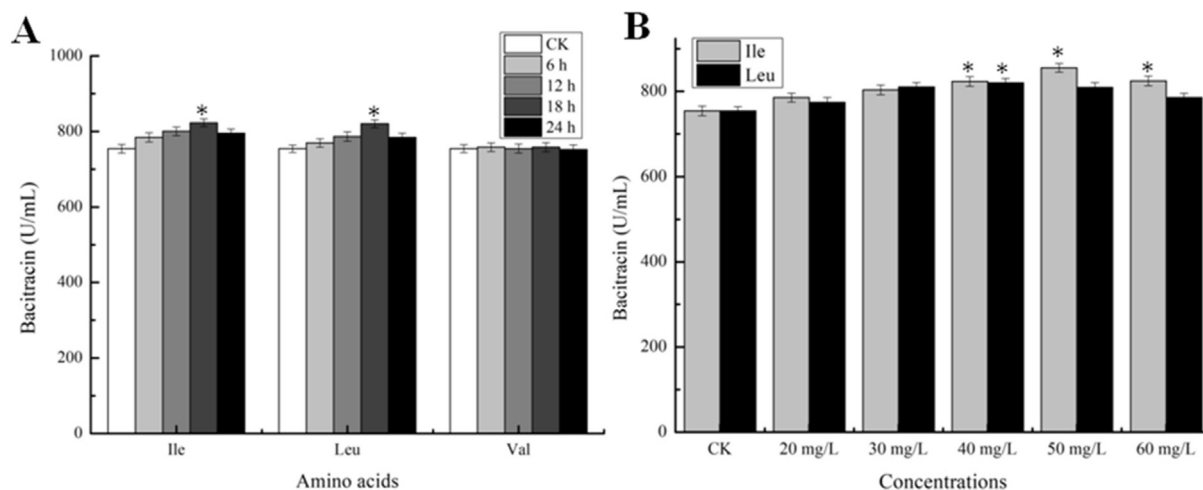 A
Bacitracin (U/mL)
1000
800
600
400
200
0
CK
6 h
12 h
18 h
24 h
*
*
Ile
Leu
Val
Amino acids
B
Bacitracin (U/mL)
800
600
400
200
0
Ile
Leu
*
*
*
*
CK
20 mg/L
30 mg/L
40 mg/L
50 mg/L
60 mg/L
Concentrations